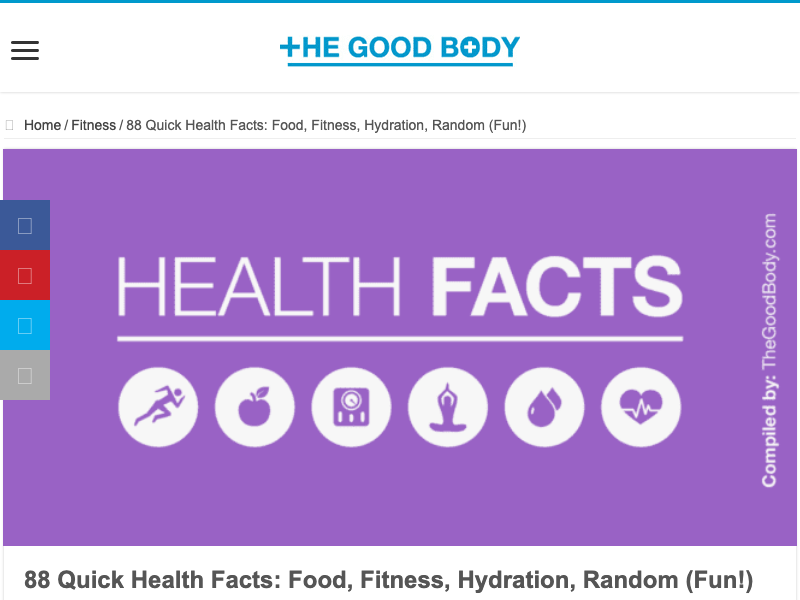 THE GOOD BODY
Home / Fitness / 88 Quick Health Facts: Food, Fitness, Hydration, Random (Fun!)
HEALTH FACTS
Compiled by: TheGoodBody.com
88 Quick Health Facts: Food, Fitness, Hydration, Random (Fun!)